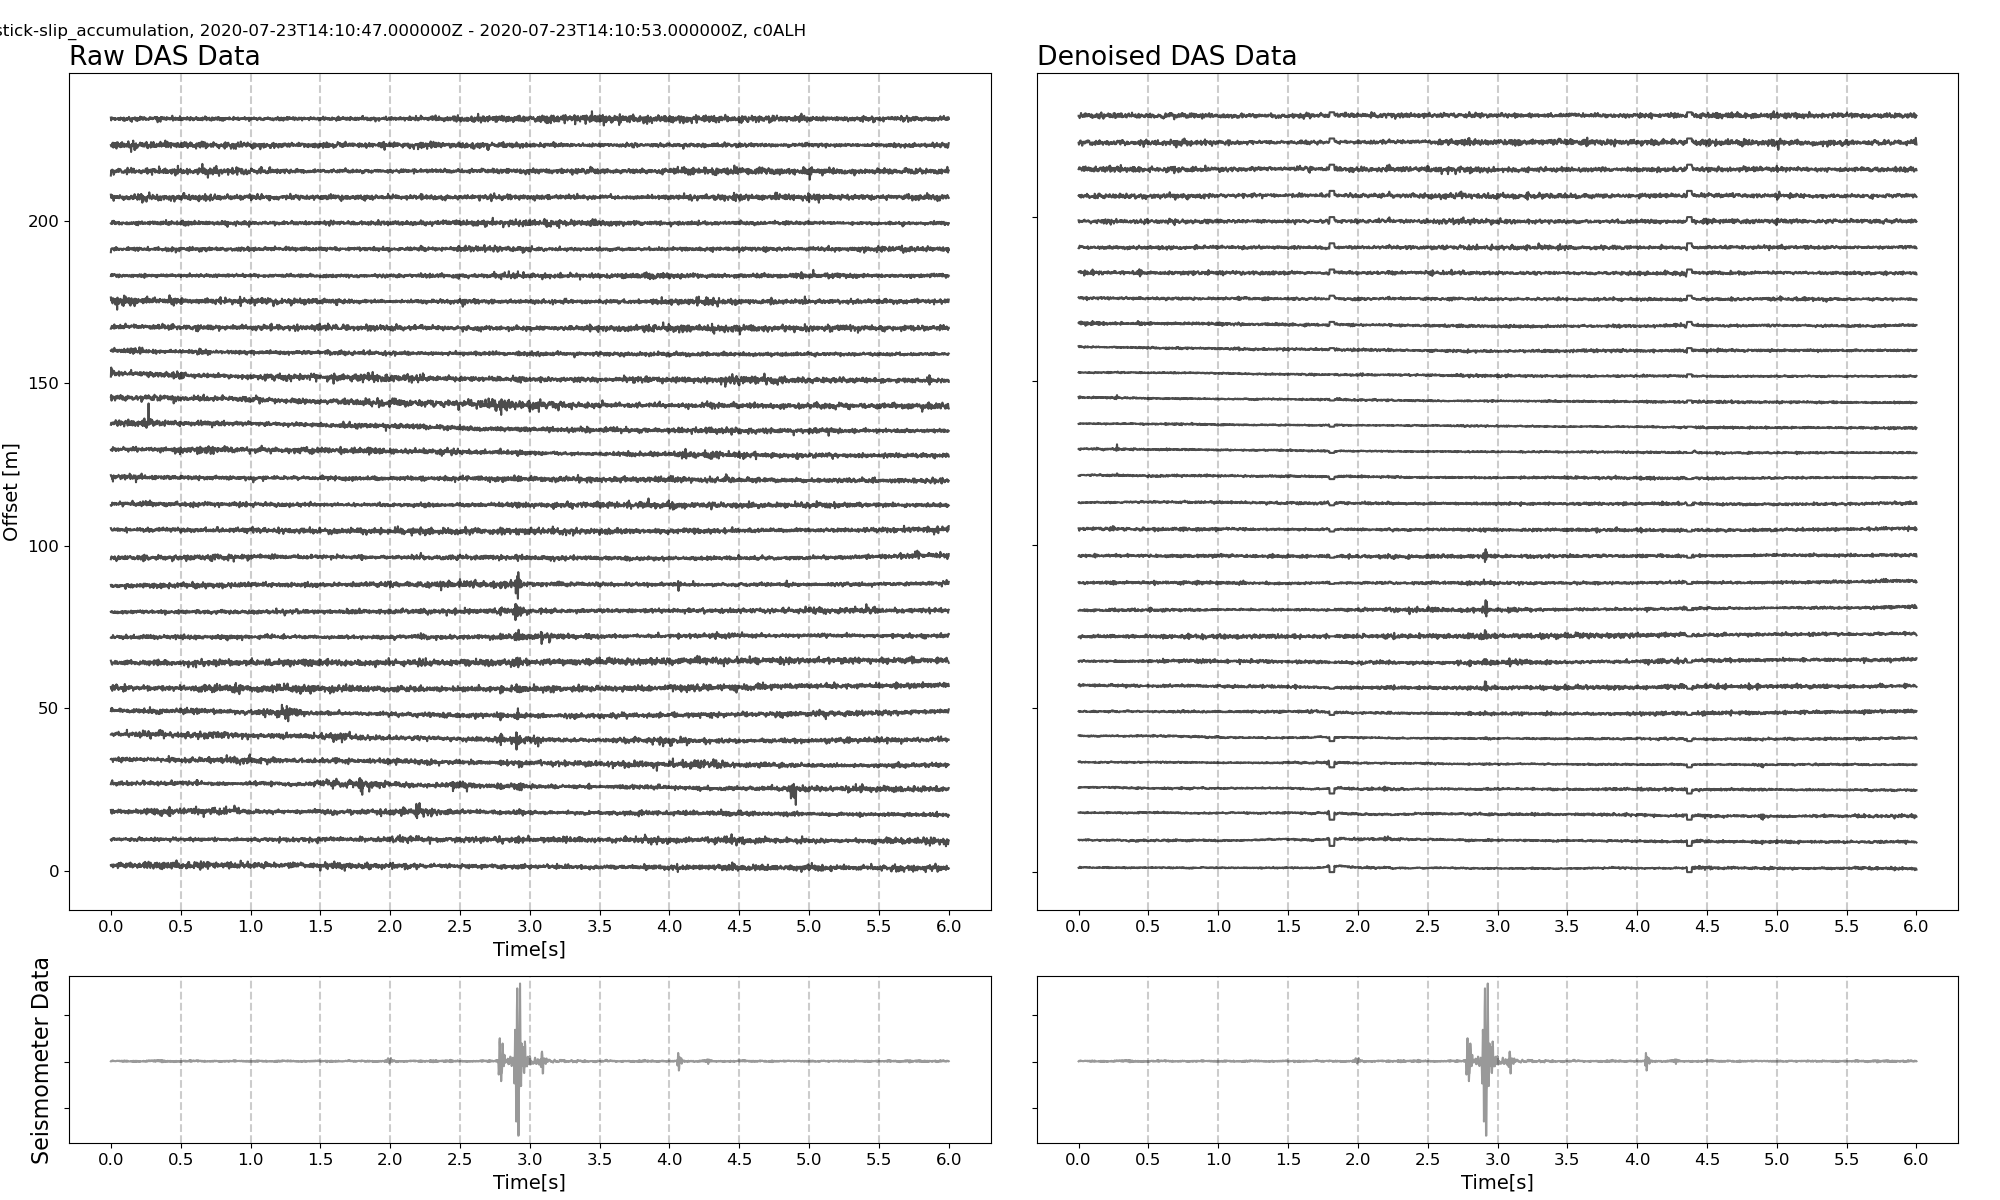 stick-slip_accumulation, 2020-07-23T14:10:47.000000Z - 2020-07-23T14:10:53.000000Z, c0ALH
Raw DAS Data
Denoised DAS Data
Offset [m]
200
150
100
50
0
0.0 0.5 1.0 1.5 2.0 2.5 3.0 3.5 4.0 4.5 5.0 5.5 6.0
Time[s]
0.0 0.5 1.0 1.5 2.0 2.5 3.0 3.5 4.0 4.5 5.0 5.5 6.0
Seismometer Data
0.0 0.5 1.0 1.5 2.0 2.5 3.0 3.5 4.0 4.5 5.0 5.5 6.0
Time[s]
0.0 0.5 1.0 1.5 2.0 2.5 3.0 3.5 4.0 4.5 5.0 5.5 6.0
Time[s]